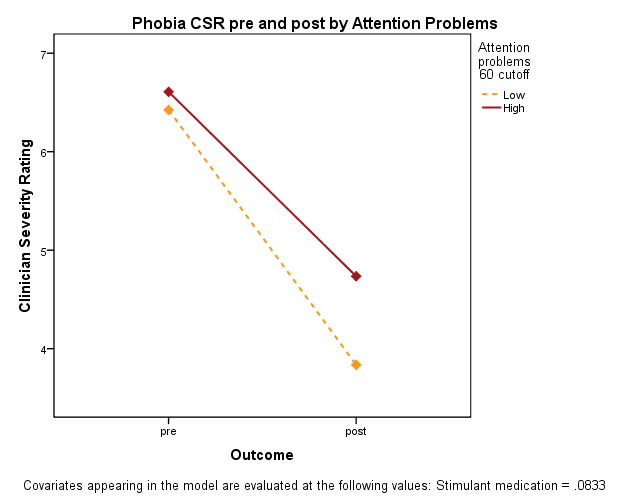 Phobia CSR pre and post by Attention Problems
Attention
problems
60 cutoff
Low
High
7
6
5
4
Clinician Severity Rating
pre
post
Outcome
Covariates appearing in the model are evaluated at the following values: Stimulant medication = .0833